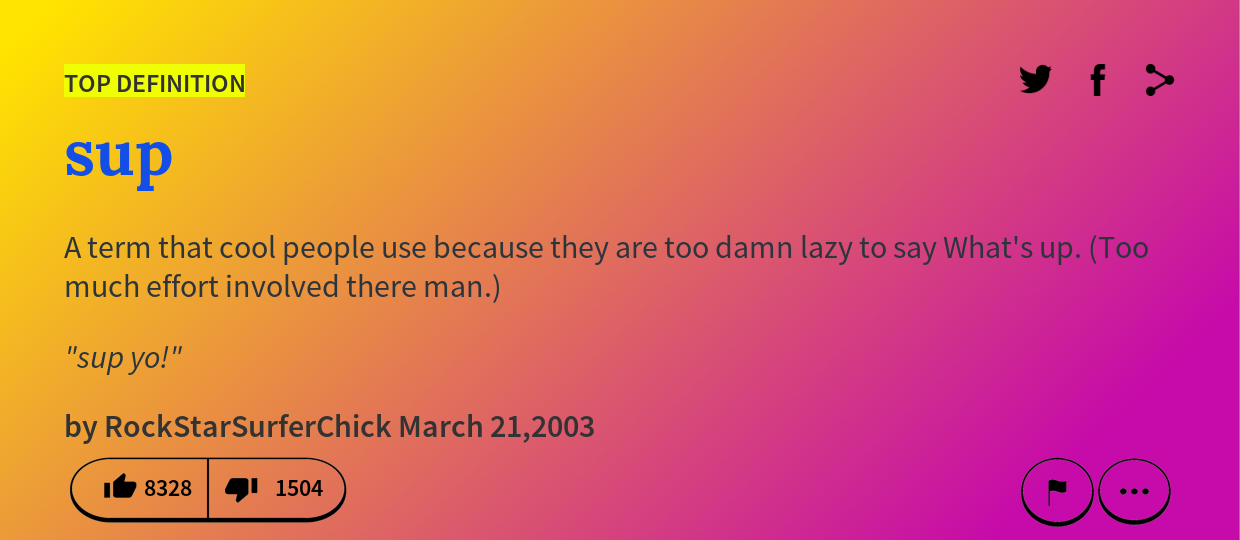 TOP DEFINITION
sup
A term that cool people use because they are too damn lazy to say What's up. (Too
much effort involved there man.)
"sup yo!"
by RockStarSurferChick March 21,2003
8328 1504